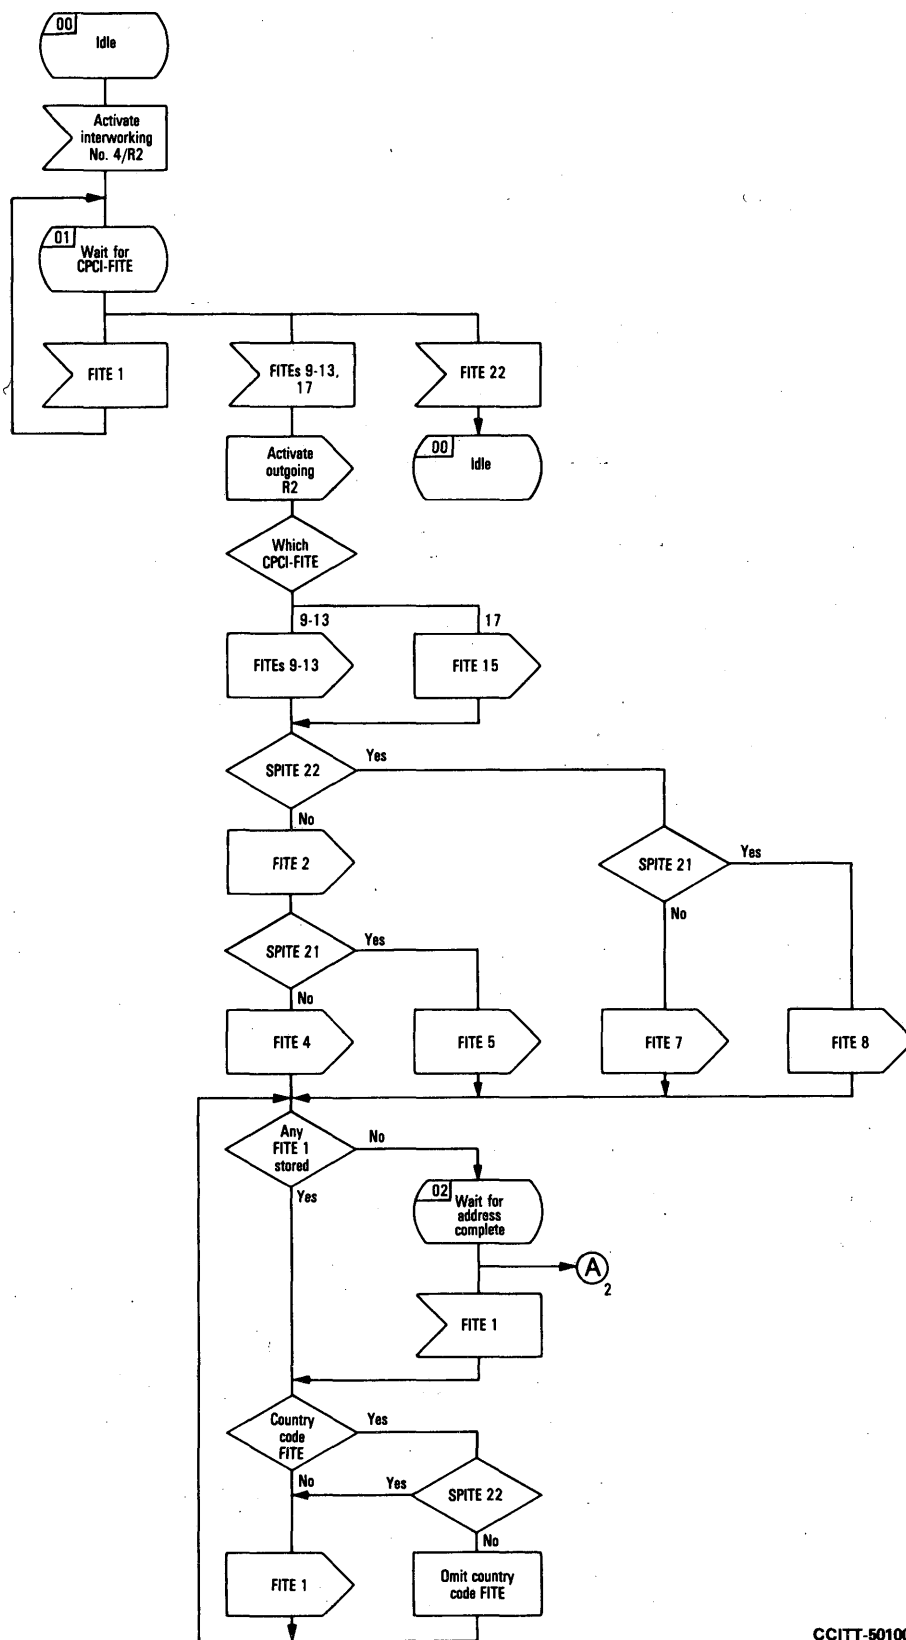 00
Idle
Activate
interworking
No. 4/R2
01
Wait for
CPCI-FITE
FITE 1
FITEs 9-13,
17
FITE 22
Activate
outgoing
R2
00
Idle
Which
CPCI-FITE
9-13
17
FITEs 9-13
FITE 15
SPITE 22
Yes
No
FITE 2
SPITE 21
Yes
No
SPITE 21
Yes
No
FITE 4
FITE 5
FITE 7
FITE 8
Any
FITE 1
stored
No
Yes
02
Wait for
address
complete
A
2
FITE 1
Country
code
FITE
Yes
No
Yes
SPITE 22
No
FITE 1
Omit country
code FITE
CCITT-50100